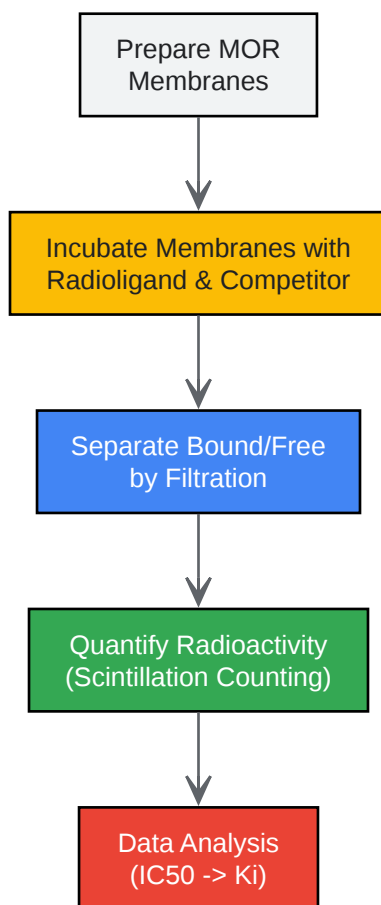 Prepare MOR
Membranes
Incubate Membranes with
Radioligand & Competitor
Separate Bound/Free
by Filtration
Quantify Radioactivity
(Scintillation Counting)
Data Analysis
(IC50 -> Ki)